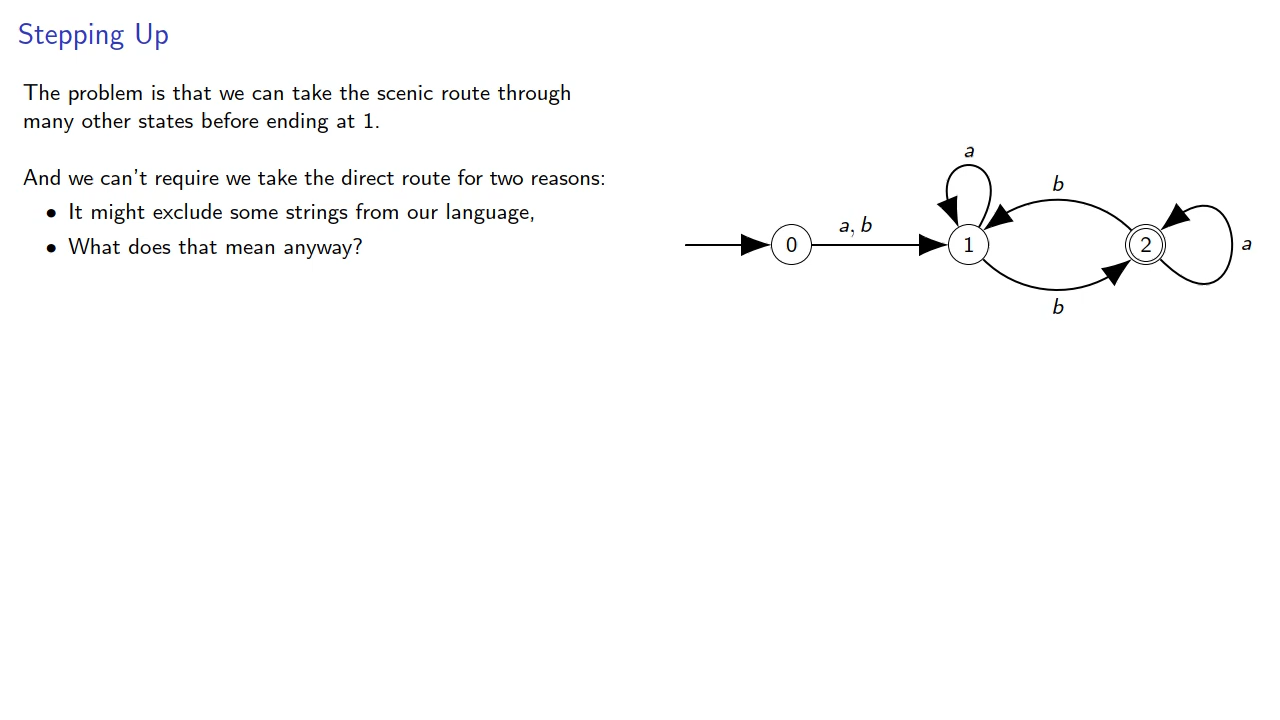 Stepping Up
The problem is that we can take the scenic route through
many other states before ending at 1.
And we can't require we take the direct route for two reasons:
• It might exclude some strings from our language,
• What does that mean anyway?
a
b
a, b
0
1
2
a
b